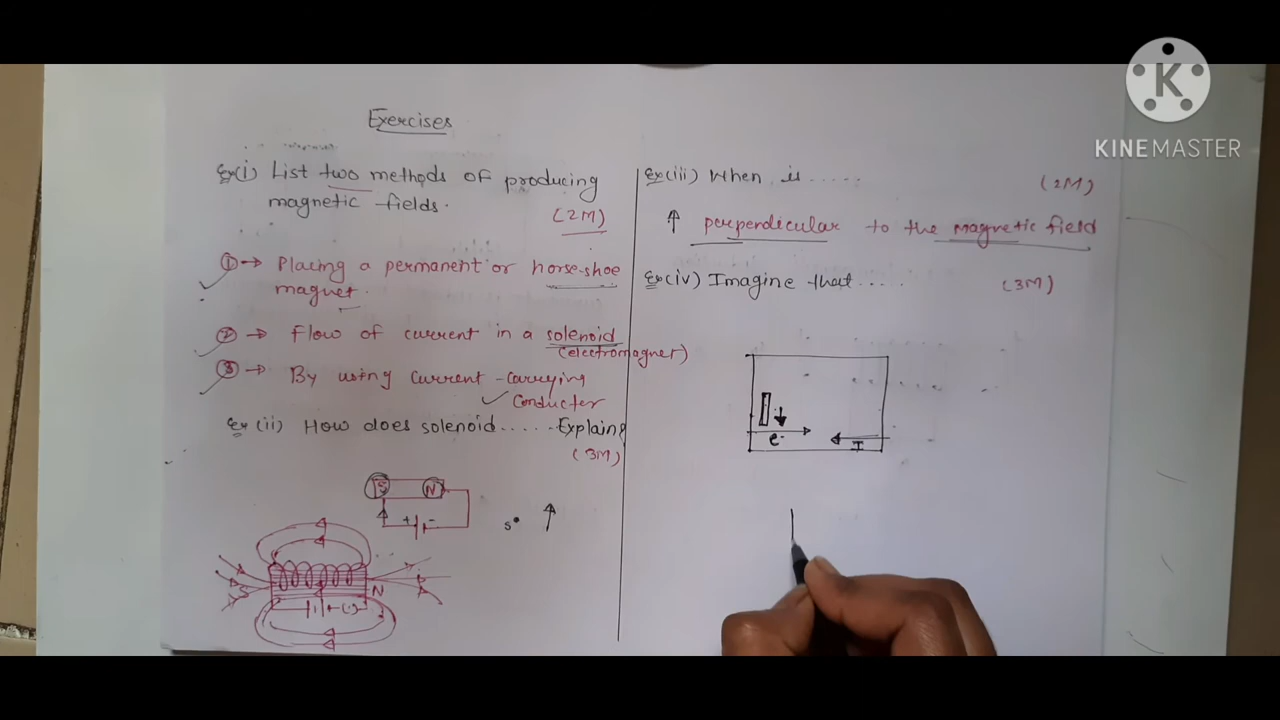 Exercises
Ex(i) List two methods of producing
magnetic fields.
(2M)
① → Placing a permanent or horse-shoe
magnet.
② → Flow of current in a solenoid
(electromagnet)
③ → By using current-carrying
conductor
Ex(ii) How does solenoid ..... Explain
(3M)
S N
+ -
S
S N
(-)
Ex(iii) When is .....
(2M)
↑ perpendicular to the magnetic field
Ex(iv) Imagine that ....
(3M)
e- I
K
KINEMASTER